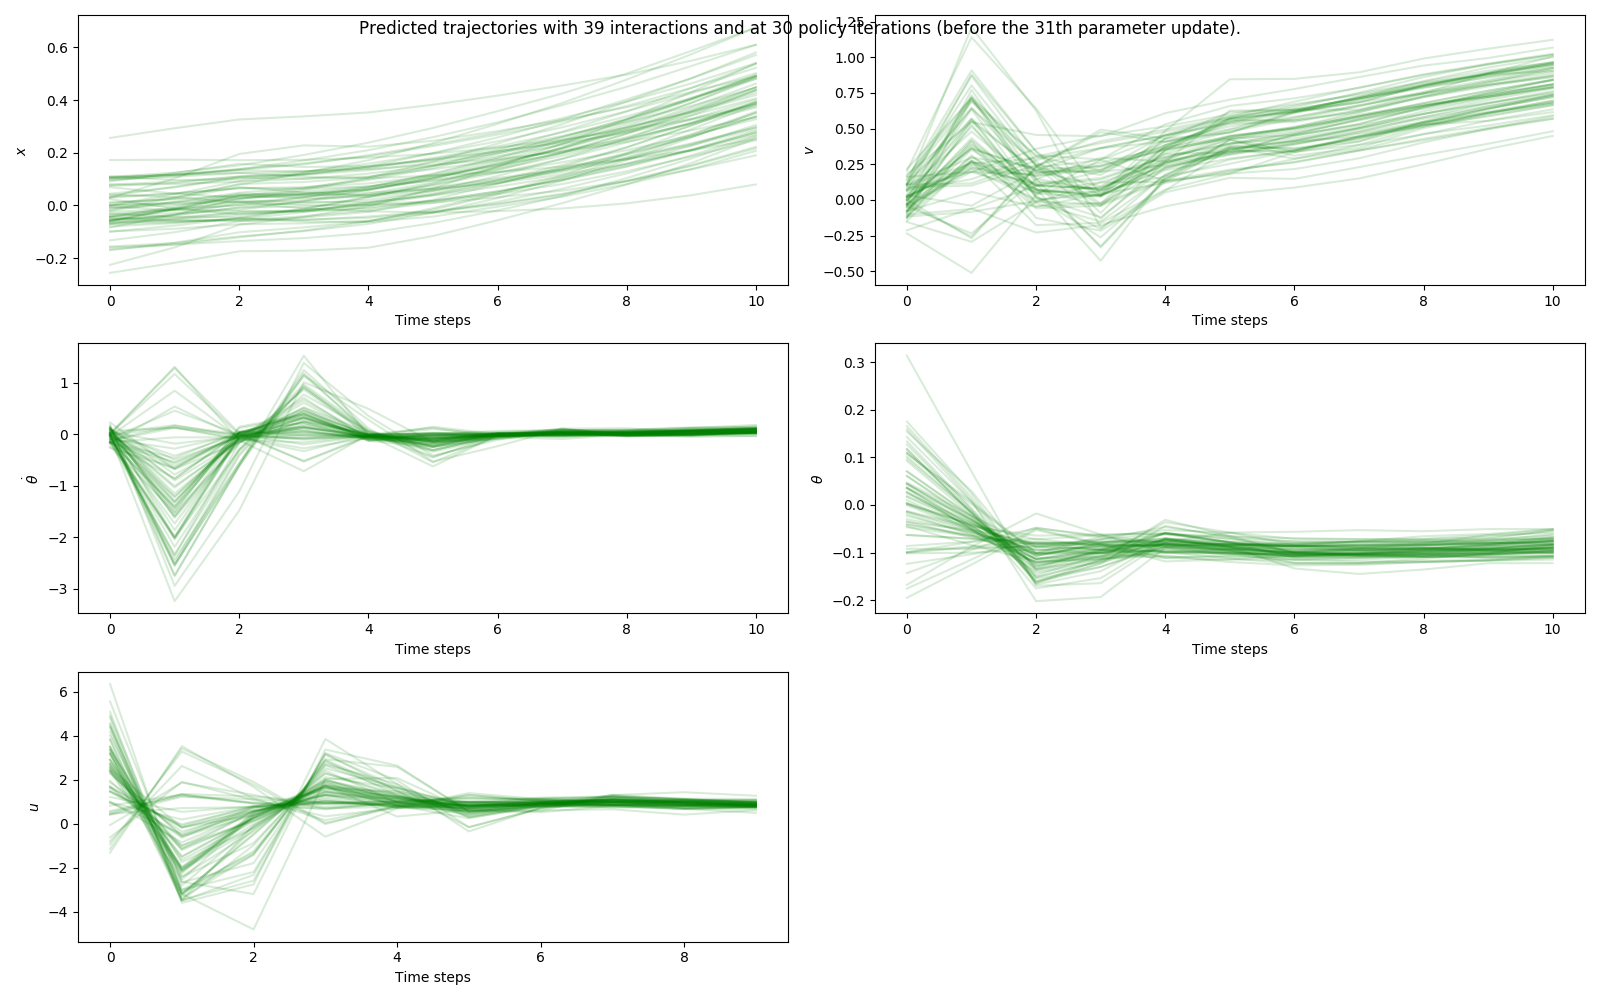 Predicted trajectories with 39 interactions and at 30 policy iterations (before the 31th parameter update).
0.6
0.4
0.2
0.0
−0.2
x
0 2 4 6 8 10
Time steps
1.25
1.00
0.75
0.50
0.25
0.00
−0.25
−0.50
v
0 2 4 6 8 10
Time steps
1
0
−1
−2
−3
θ̇
0 2 4 6 8 10
Time steps
0.3
0.2
0.1
0.0
−0.1
−0.2
θ
0 2 4 6 8 10
Time steps
6
4
2
0
−2
−4
u
0 2 4 6 8
Time steps